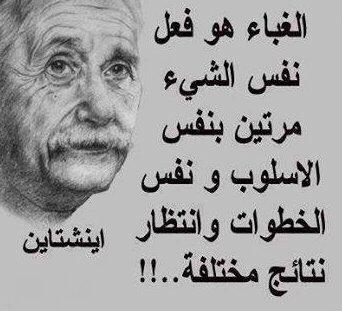 الغباء هو فعل
نفس الشيء
مرتين بنفس
الاسلوب و نفس
الخطوات وانتظار
نتائج مختلفة..!!
اينشتاين